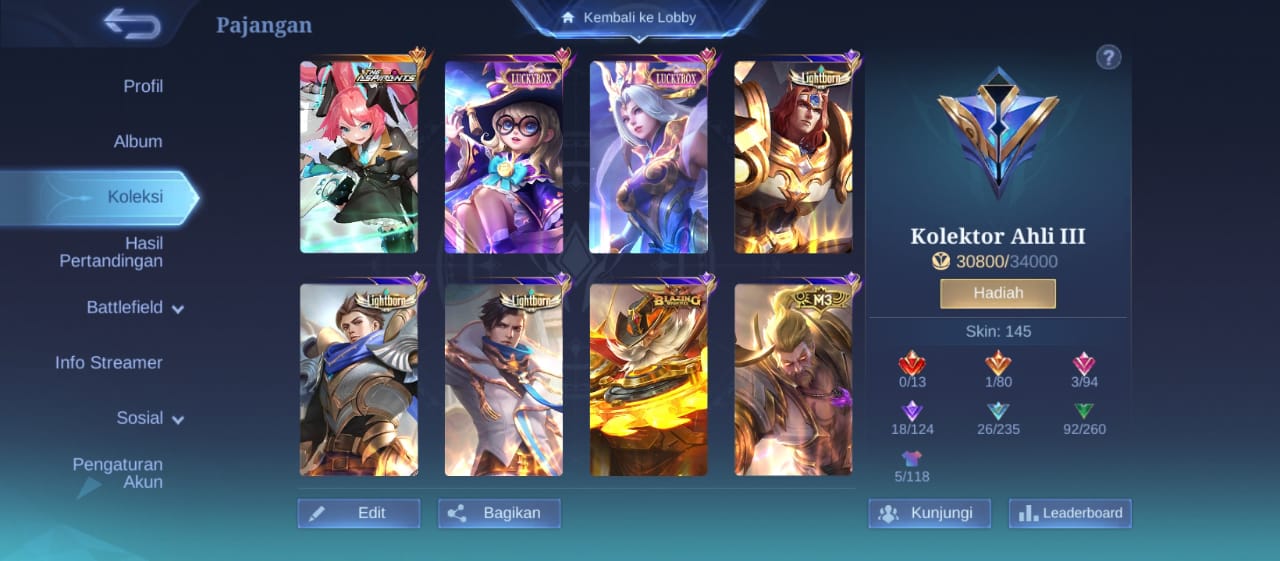 Pajangan
Kembali ke Lobby
?
Profil
Album
Koleksi
Hasil
Pertandingan
Battlefield
Info Streamer
Sosial
Pengaturan
Akun
THE ASPIRANTS
LUCKYBOX
LUCKYBOX
Lightborn
Lightborn
Lightborn
BLAZING
M3
Edit
Bagikan
Kolektor Ahli III
30800/34000
Hadiah
Skin: 145
0/13
1/80
3/94
18/124
26/235
92/260
5/118
Kunjungi
Leaderboard